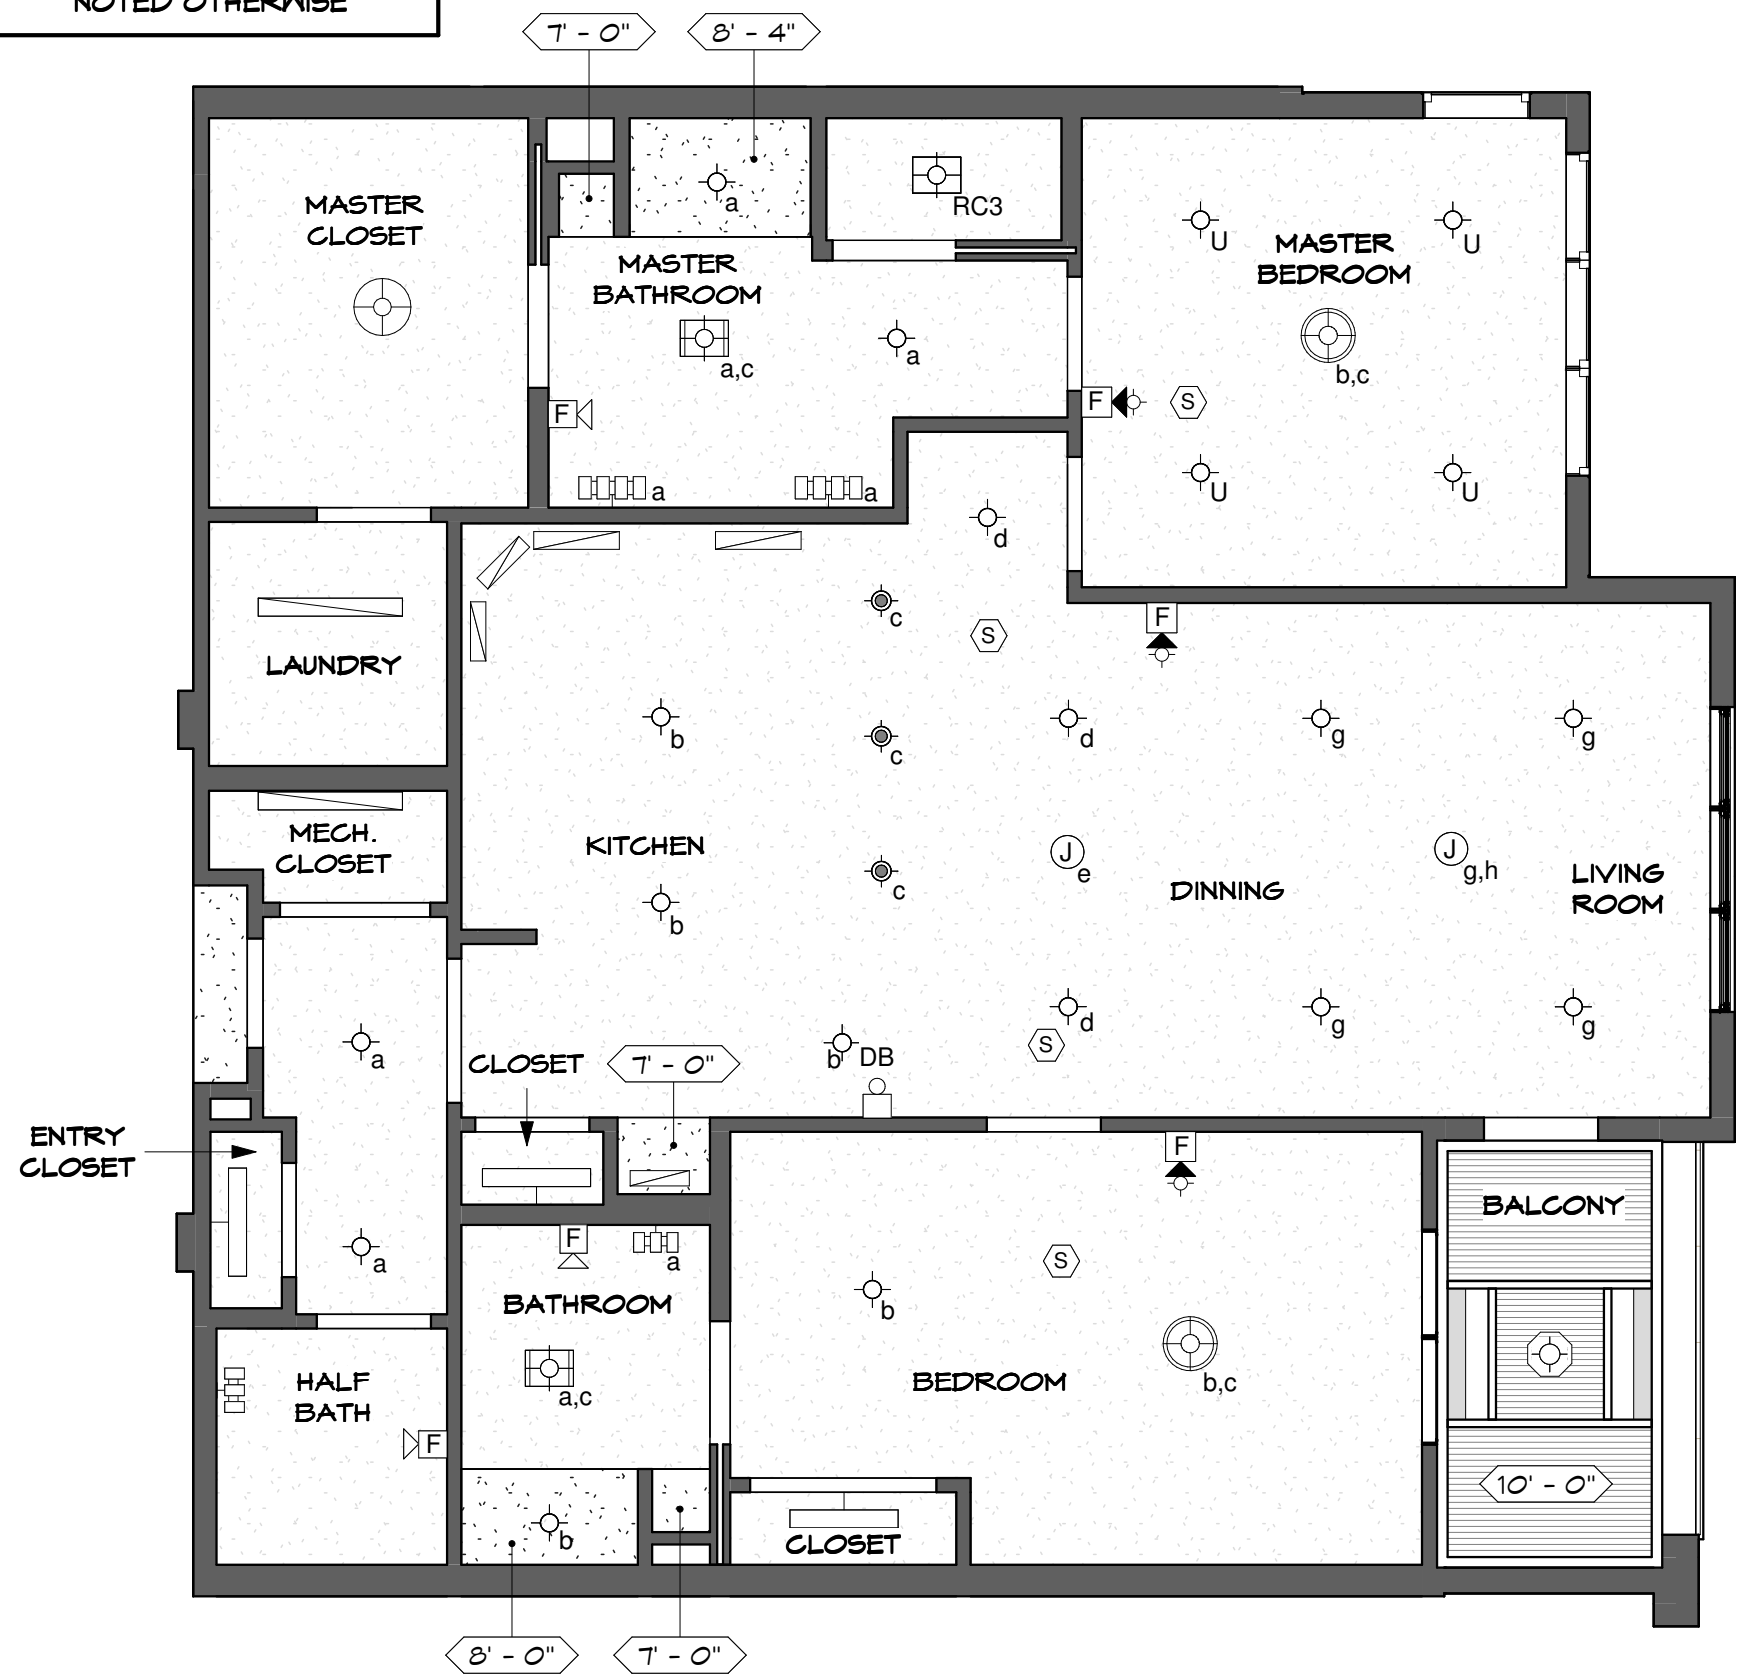 NOTED OTHERWISE
7' - 0"
8' - 4"
MASTER
CLOSET
a
RC3
U
MASTER
BEDROOM
U
MASTER
BATHROOM
a,c
a
b,c
F
F
S
a
a
U
U
d
c
S
F
LAUNDRY
b
c
d
g
g
MECH.
CLOSET
KITCHEN
J
e
J
g,h
DINNING
LIVING
ROOM
c
b
d
g
g
a
b
DB
S
CLOSET
7' - 0"
ENTRY
CLOSET
F
F
a
BALCONY
a
S
b
BATHROOM
a,c
BEDROOM
b,c
HALF
BATH
F
10' - 0"
b
CLOSET
8' - 0"
7' - 0"